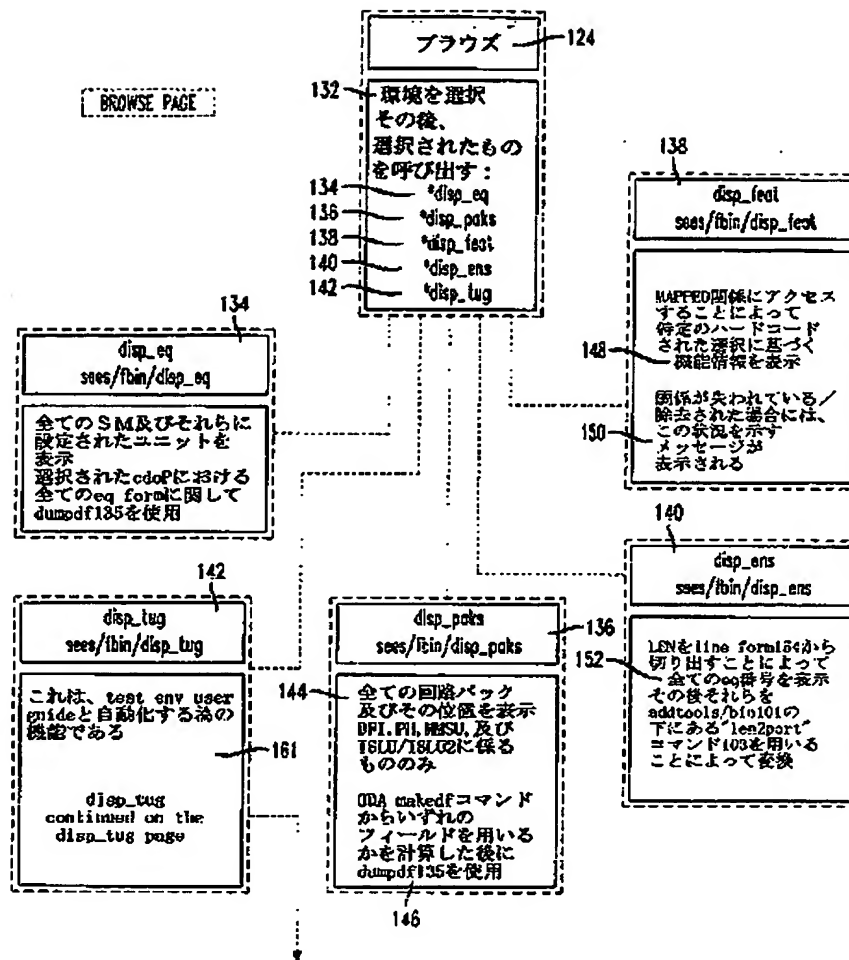 BROWSE PAGE
ブラウズ
124
132
環境を選択
その後、
選択されたもの
を呼び出す：
134
*disp_eq
136
*disp_paks
138
*disp_feat
140
*disp_ens
142
*disp_tug
138
disp_feat
sees/fbin/disp_feat
MAPPED関係にアクセス
することによって
特定のハードコード
された選択に基づく
148
機能情報を表示
関係が失われている／
除去された場合には、
150
この状況を示す
メッセージが
表示される
134
disp_eq
sees/fbin/disp_eq
全てのSM及びそれらに
設定されたユニットを
表示
選択されたcdoPにおける
全てのeq formに関して
dumpdf135を使用
140
disp_ens
sees/fbin/disp_ens
LENをline form154から
切り出すことによって
152
全てのeq番号を表示
その後それらを
addtools/bin101の
下にある"len2port"
コマンド103を用いる
ことによって変換
142
disp_tug
sees/fbin/disp_tug
これは、test env user
guideと自動化する為の
機能である
161
disp_tug
continued on the
disp_tug page
disp_paks
sees/fbin/disp_paks
136
144
全ての回路パック
及びその位置を表示
DFI,PH,MMSU,及び
TSLU/ISLU2に係る
もののみ
ODA makedfコマンド
からいずれの
フィールドを用いる
かを計算した後に
dumpdf135を使用
146